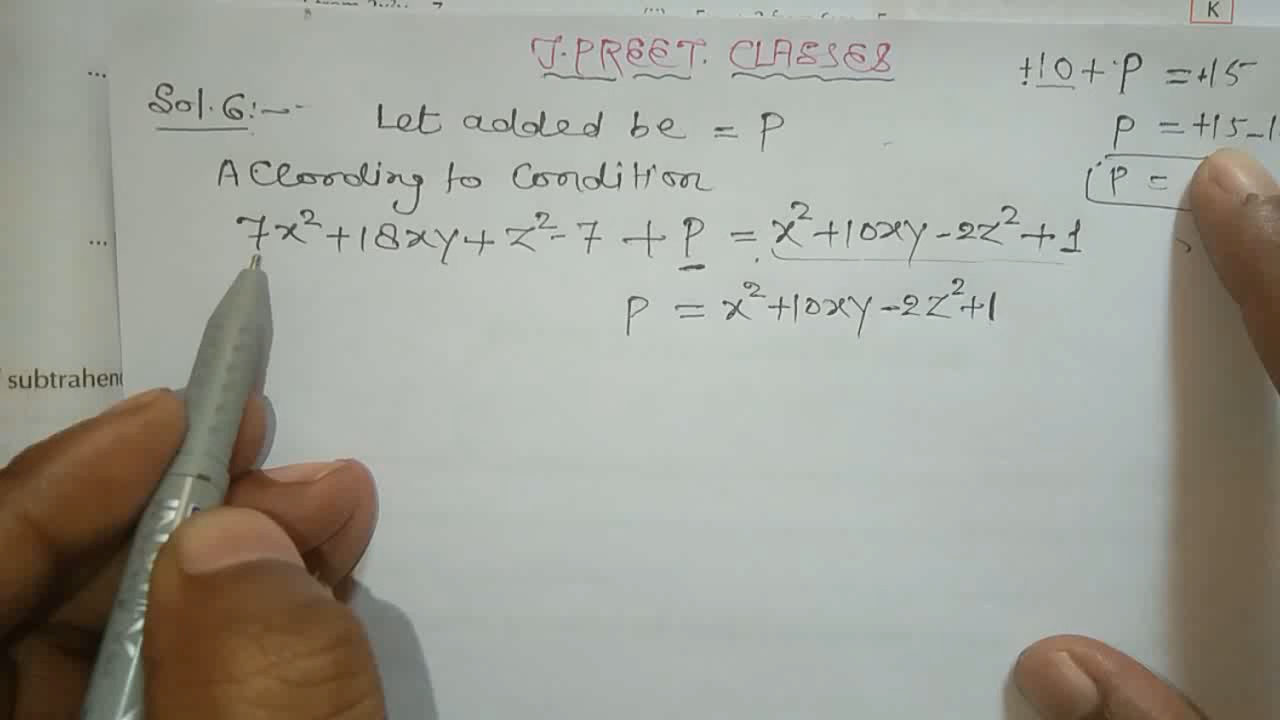 K
J.PREET. CLASSES
+10+P = +15
P = +15-1
P =
Sol.6:-
Let added be = P
According to condition
7x²+18xy+z²-7 + P = x²+10xy-2z²+1
P = x²+10xy-2z²+1
subtrahen